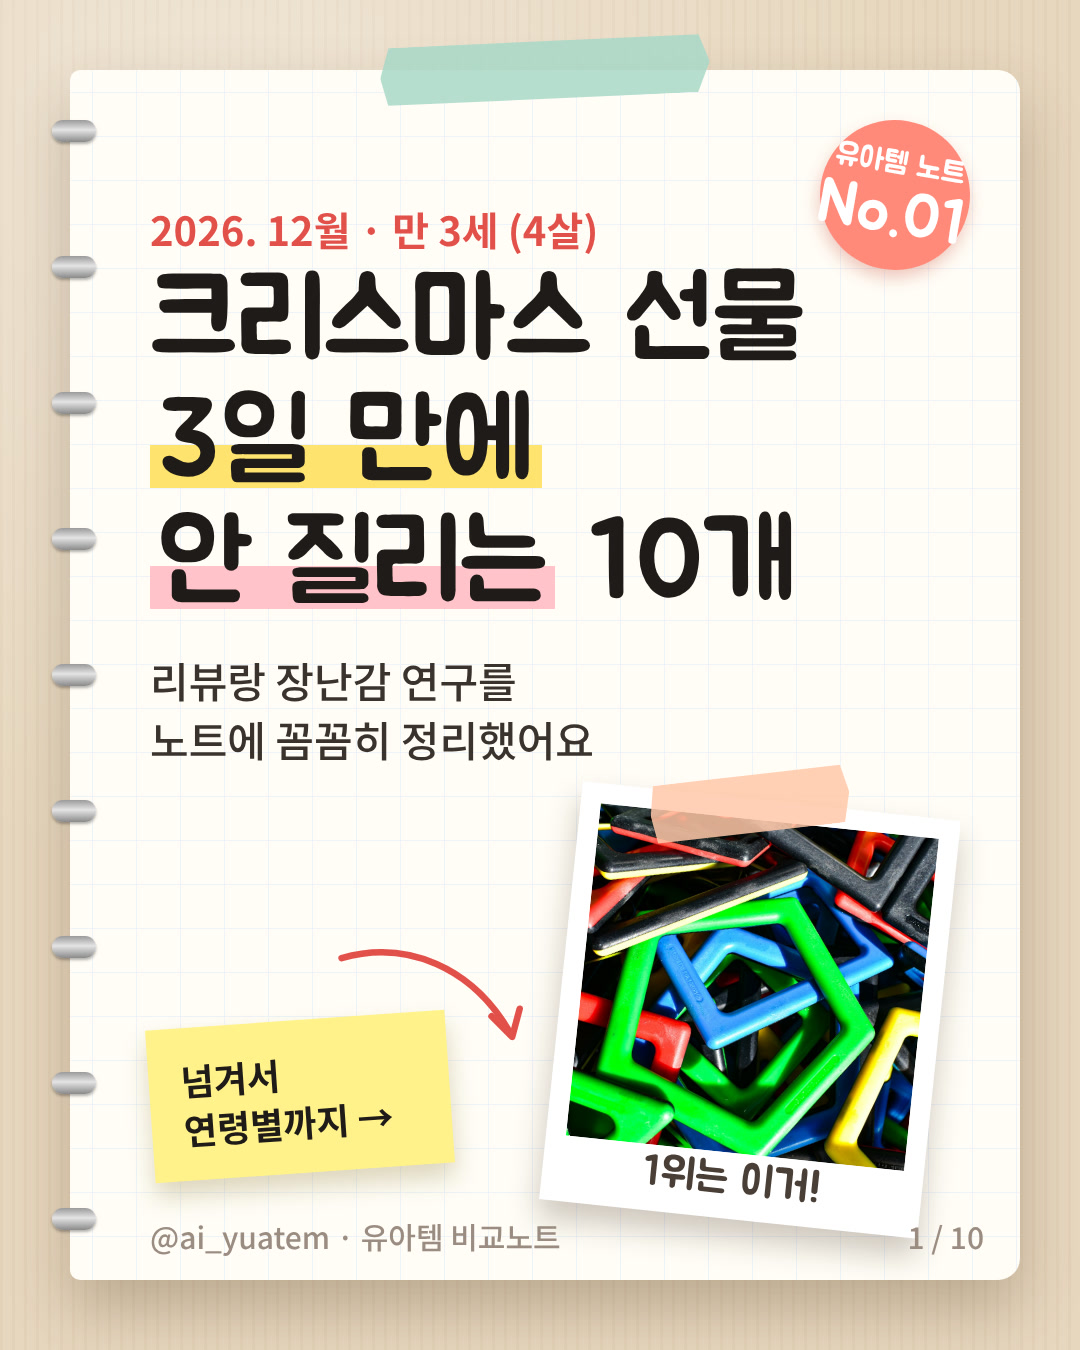 유아템 노트
No.01
2026. 12월 · 만 3세 (4살)
크리스마스 선물
3일 만에
안 질리는 10개
리뷰랑 장난감 연구를
노트에 꼼꼼히 정리했어요
넘겨서
연령별까지 →
1위는 이거!
@ai_yuatem · 유아템 비교노트
1 / 10